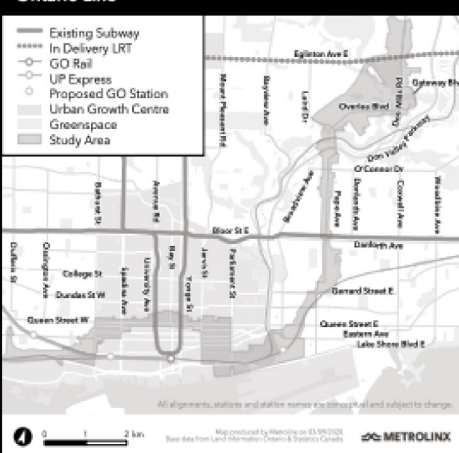 Ontario Line
Existing Subway
In Delivery LRT
GO Rail
UP Express
Proposed GO Station
Urban Growth Centre
Greenspace
Study Area
Eglinton Ave E
Gateway Blv
Overlea Blvd
Don Mills Rd
Mount Pleasant Rd
Bayview Ave
Laird Dr
Don Valley Parkway
O'Connor Dr
Broadview Ave
Pape Ave
Donlands Ave
Coxwell Ave
Woodbine Ave
Bathurst St
Avenue Rd
Bloor St E
Danforth Ave
Dufferin St
Ossington Ave
College St
Spadina Ave
University Ave
Bay St
Yonge St
Jarvis St
Parliament St
Dundas St W
Gerrard Street E
Queen Street W
Queen Street E
Eastern Ave
Lake Shore Blvd E
All alignments, stations and station names are conceptual and subject to change.
0 1 2 km
Map produced by Metrolinx on 03/09/2020.
Base data from Land Information Ontario & Statistics Canada.
METROLINX